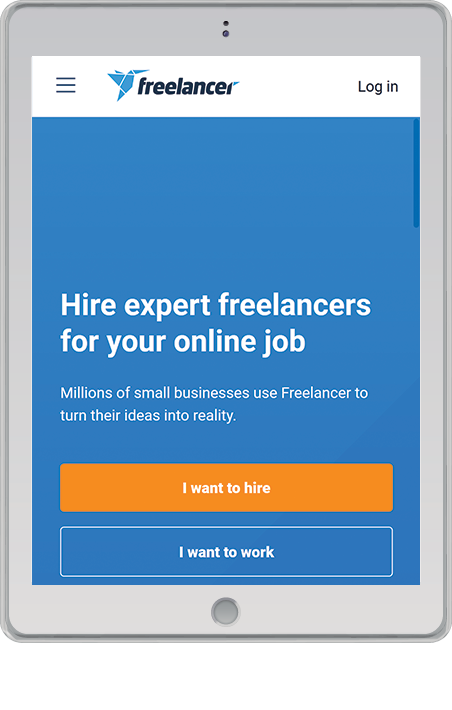 freelancer
Log in
Hire expert freelancers
for your online job
Millions of small businesses use Freelancer to
turn their ideas into reality.
I want to hire
I want to work